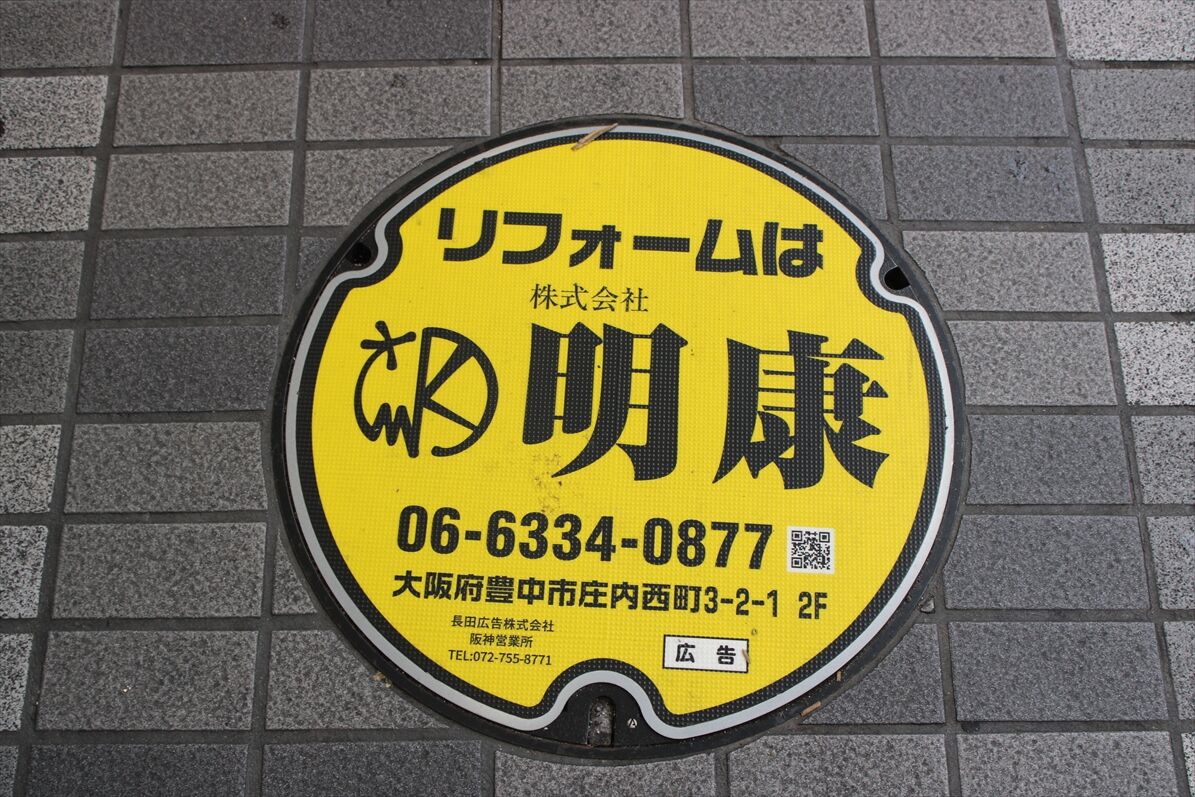 リフォームは
株式会社
明康
06-6334-0877
大阪府豊中市庄内西町3-2-1 2F
長田広告株式会社
阪神営業所
TEL:072-755-8771
広告